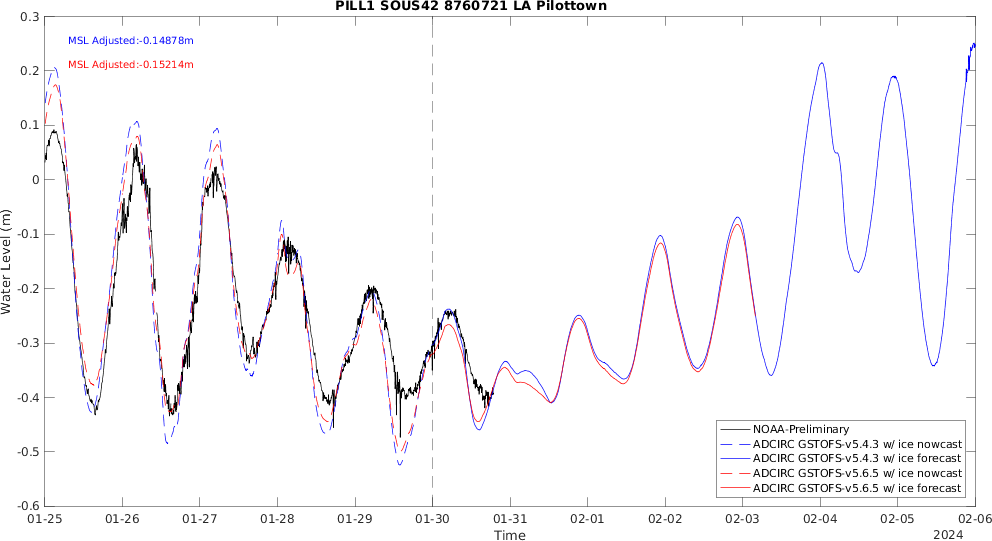 PILL1 SOUS42 8760721 LA Pilottown
MSL Adjusted:-0.14878m
MSL Adjusted:-0.15214m
Water Level (m)
0.3
0.2
0.1
0
-0.1
-0.2
-0.3
-0.4
-0.5
-0.6
NOAA-Preliminary
ADCIRC GSTOFS-v5.4.3 w/ ice nowcast
ADCIRC GSTOFS-v5.4.3 w/ ice forecast
ADCIRC GSTOFS-v5.6.5 w/ ice nowcast
ADCIRC GSTOFS-v5.6.5 w/ ice forecast
01-25 01-26 01-27 01-28 01-29 01-30 01-31 02-01 02-02 02-03 02-04 02-05 02-06
Time
2024